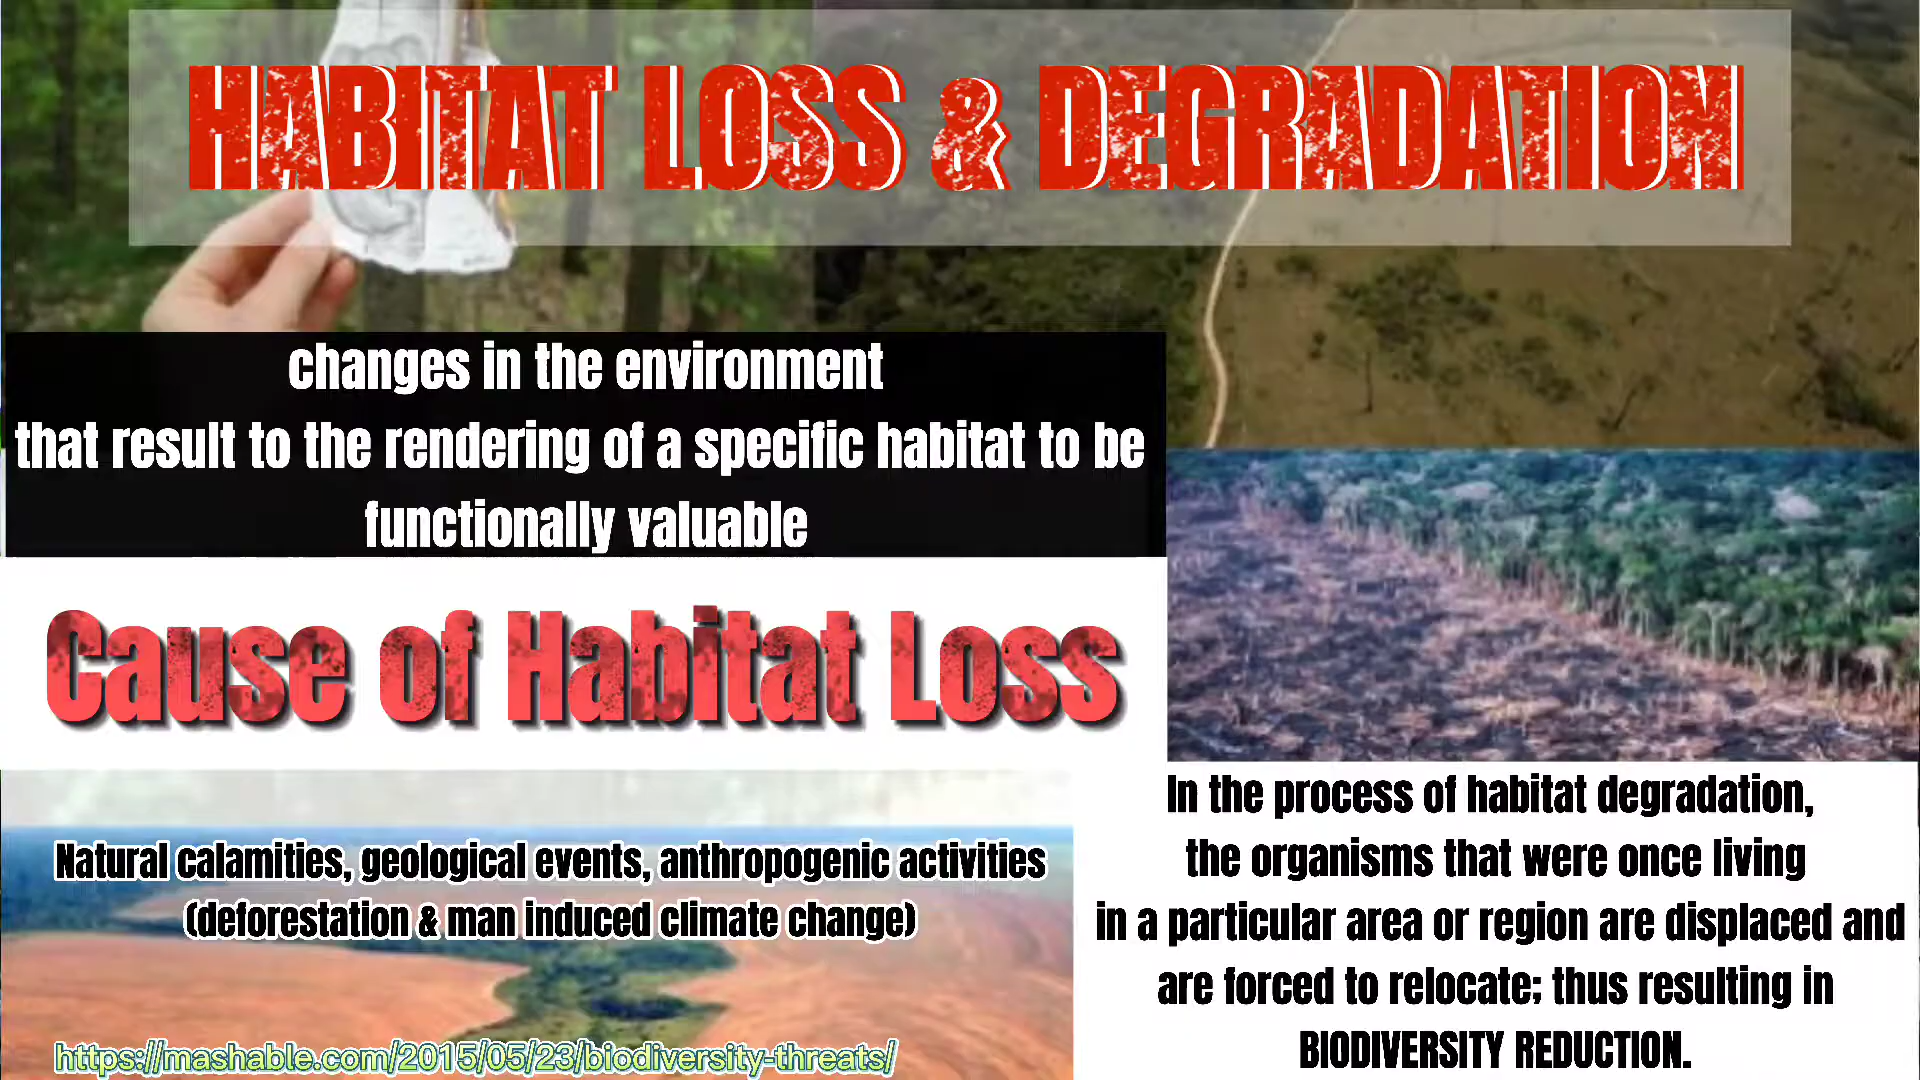 HABITAT LOSS & DEGRADATION
changes in the environment
that result to the rendering of a specific habitat to be
functionally valuable
Cause of Habitat Loss
Natural calamities, geological events, anthropogenic activities
(deforestation & man induced climate change)
https://mashable.com/2015/05/23/biodiversity-threats/
In the process of habitat degradation,
the organisms that were once living
in a particular area or region are displaced and
are forced to relocate; thus resulting in
BIODIVERSITY REDUCTION.